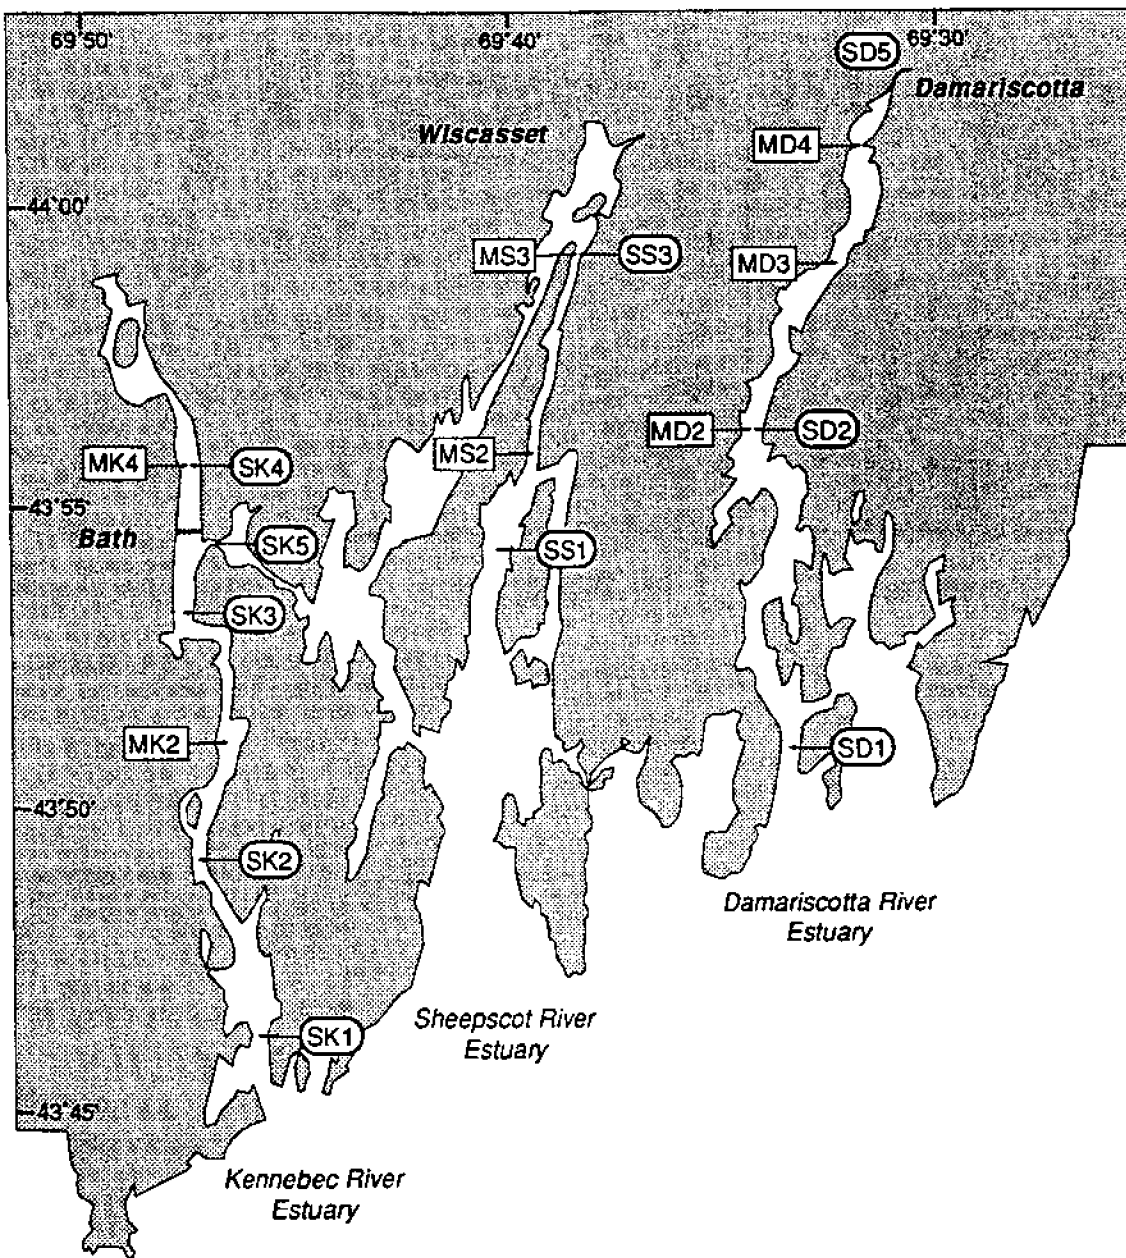 69°50'
69°40'
69°30'
SD5
Damariscotta
Wiscasset
MD4
44°00'
MS3
SS3
MD3
MD2
SD2
MS2
MK4
SK4
43°55'
Bath
SK5
SS1
SK3
MK2
SD1
43°50'
SK2
Damariscotta River
Estuary
Sheepscot River
Estuary
SK1
43°45'
Kennebec River
Estuary